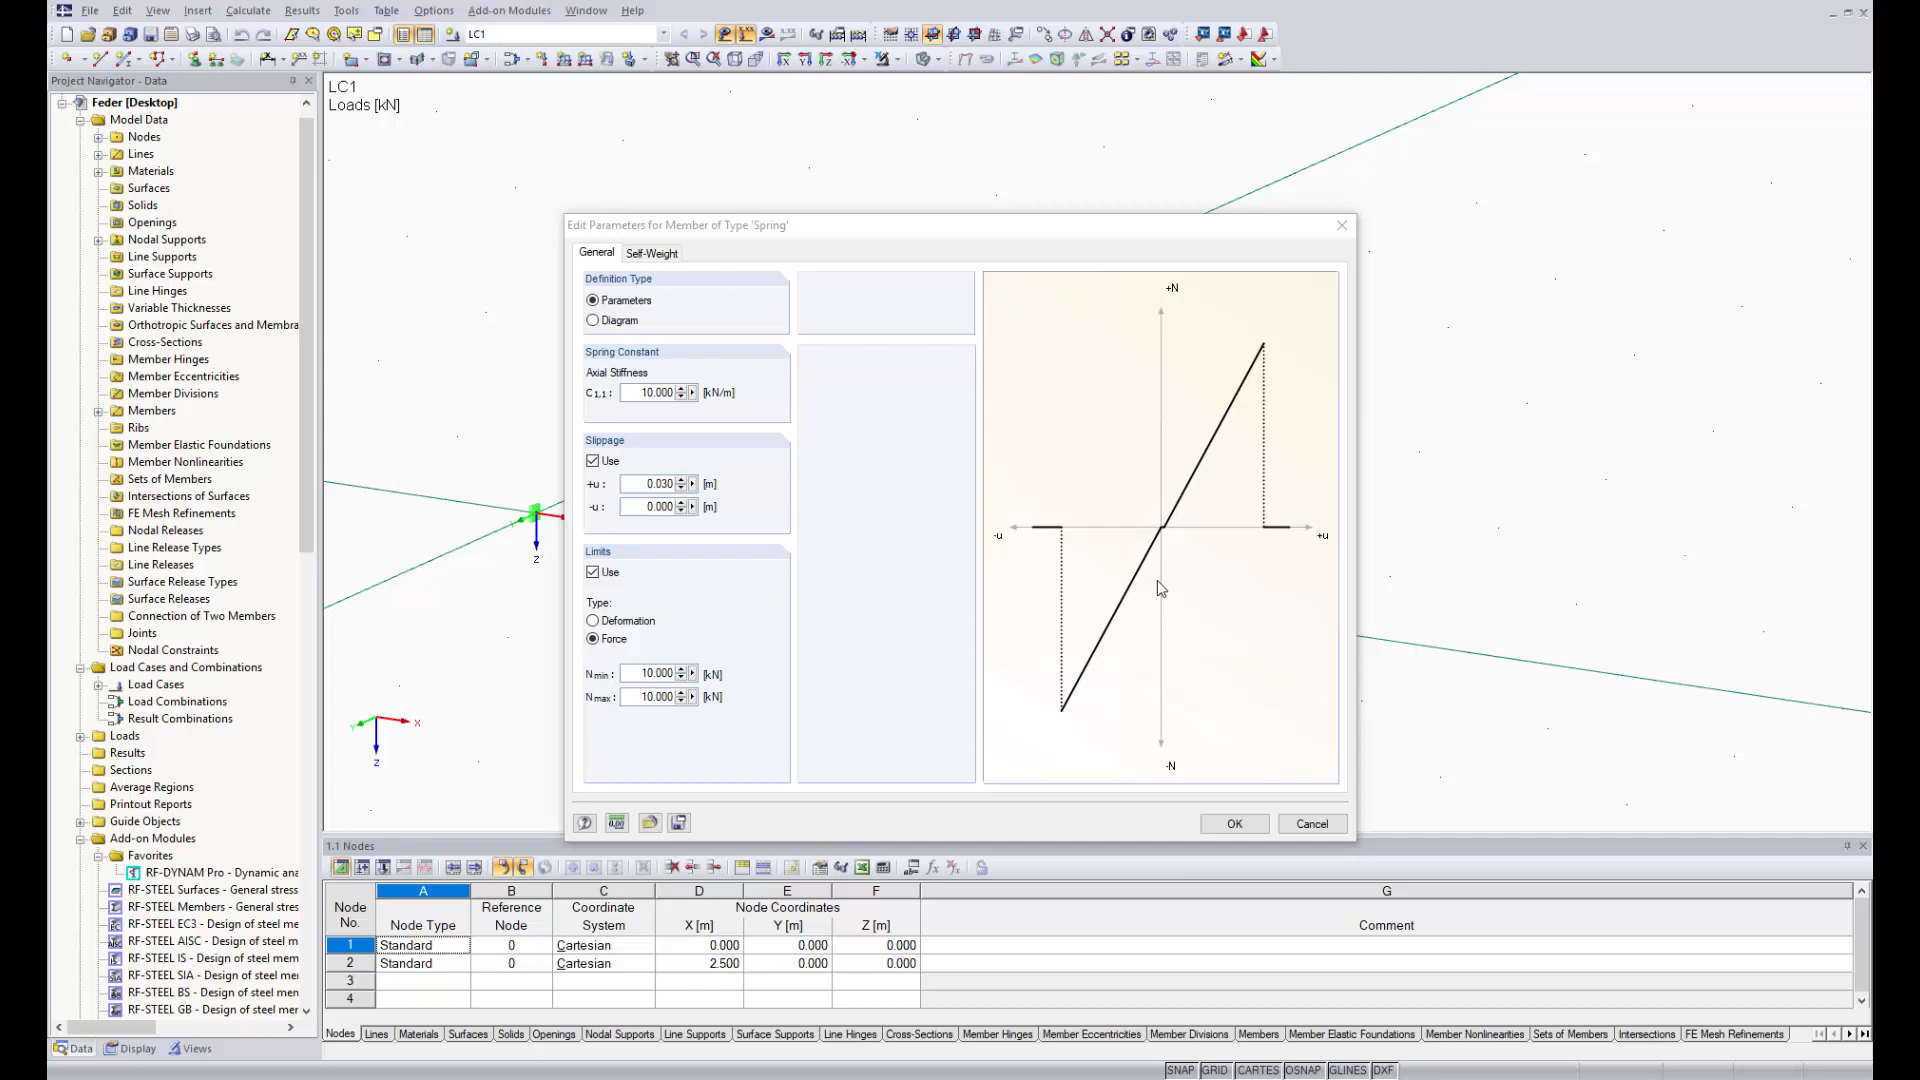 File Edit View Insert Calculate Results Tools Table Options Add-on Modules Window Help
LC1
Project Navigator - Data
Feder [Desktop]
Model Data
Nodes
Lines
Materials
Surfaces
Solids
Openings
Nodal Supports
Line Supports
Surface Supports
Line Hinges
Variable Thicknesses
Orthotropic Surfaces and Membra
Cross-Sections
Member Hinges
Member Eccentricities
Member Divisions
Members
Ribs
Member Elastic Foundations
Member Nonlinearities
Sets of Members
Intersections of Surfaces
FE Mesh Refinements
Nodal Releases
Line Release Types
Line Releases
Surface Release Types
Surface Releases
Connection of Two Members
Joints
Nodal Constraints
Load Cases and Combinations
Load Cases
Load Combinations
Result Combinations
Loads
Results
Sections
Average Regions
Printout Reports
Guide Objects
Add-on Modules
Favorites
RF-DYNAM Pro - Dynamic ana
RF-STEEL Surfaces - General stress
RF-STEEL Members - General stres
RF-STEEL EC3 - Design of steel me
RF-STEEL AISC - Design of steel m
RF-STEEL IS - Design of steel mem
RF-STEEL SIA - Design of steel me
RF-STEEL BS - Design of steel mer
RF-STEEL GB - Design of steel mer
Data Display Views
LC1
Loads [kN]
Y
Z
Y X
Z
Edit Parameters for Member of Type 'Spring'
General Self-Weight
Definition Type
Parameters
Diagram
Spring Constant
Axial Stiffness
C1,1 : 10.000 [kN/m]
Slippage
Use
+u : 0.030 [m]
-u : 0.000 [m]
Limits
Use
Type:
Deformation
Force
Nmin : 10.000 [kN]
Nmax : 10.000 [kN]
+N
-u +u
-N
OK Cancel
1.1 Nodes
A B C D E F G
Node No. Node Type Reference Node Coordinate System Node Coordinates X [m] Y [m] Z [m] Comment
1 Standard 0 Cartesian 0.000 0.000 0.000
2 Standard 0 Cartesian 2.500 0.000 0.000
3
4
Nodes Lines Materials Surfaces Solids Openings Nodal Supports Line Supports Surface Supports Line Hinges Cross-Sections Member Hinges Member Eccentricities Member Divisions Members Member Elastic Foundations Member Nonlinearities Sets of Members Intersections FE Mesh Refinements
SNAP GRID CARTES OSNAP GLINES DXF